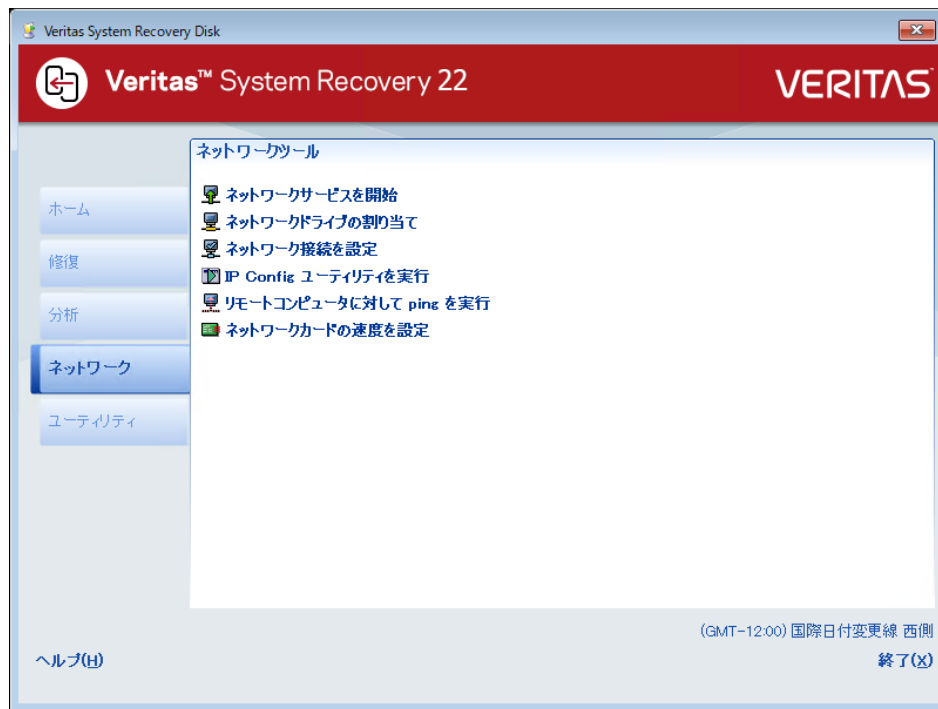 Veritas System Recovery Disk
Veritas™ System Recovery 22
VERITAS
ネットワークツール
ネットワークサービスを開始
ネットワークドライブの割り当て
ネットワーク接続を設定
IP Config ユーティリティを実行
リモートコンピュータに対して ping を実行
ネットワークカードの速度を設定
ホーム
修復
分析
ネットワーク
ユーティリティ
(GMT-12:00) 国際日付変更線 西側
ヘルプ(H)
終了(X)